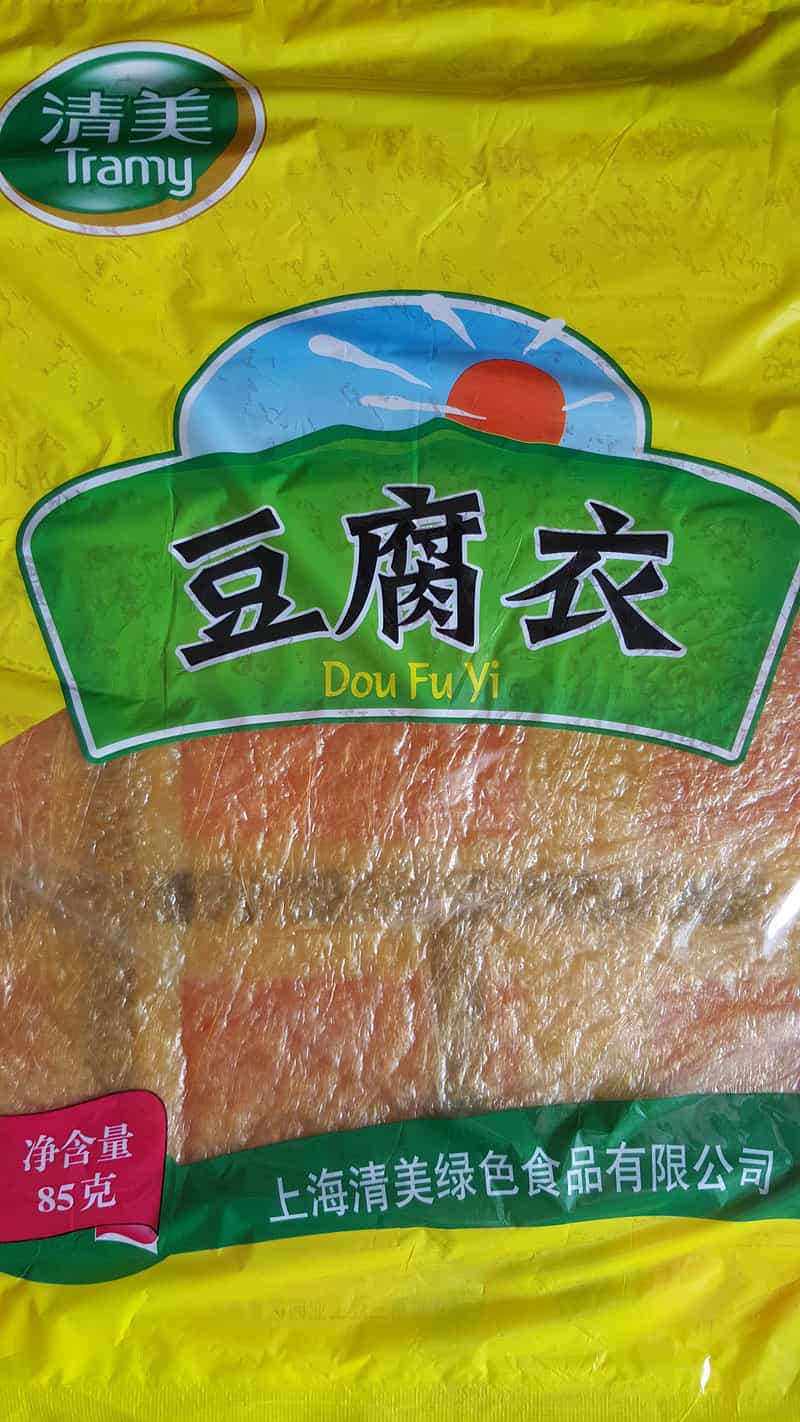 清美
Tramy
豆腐衣
Dou Fu Yi
净含量
85克
上海清美绿色食品有限公司